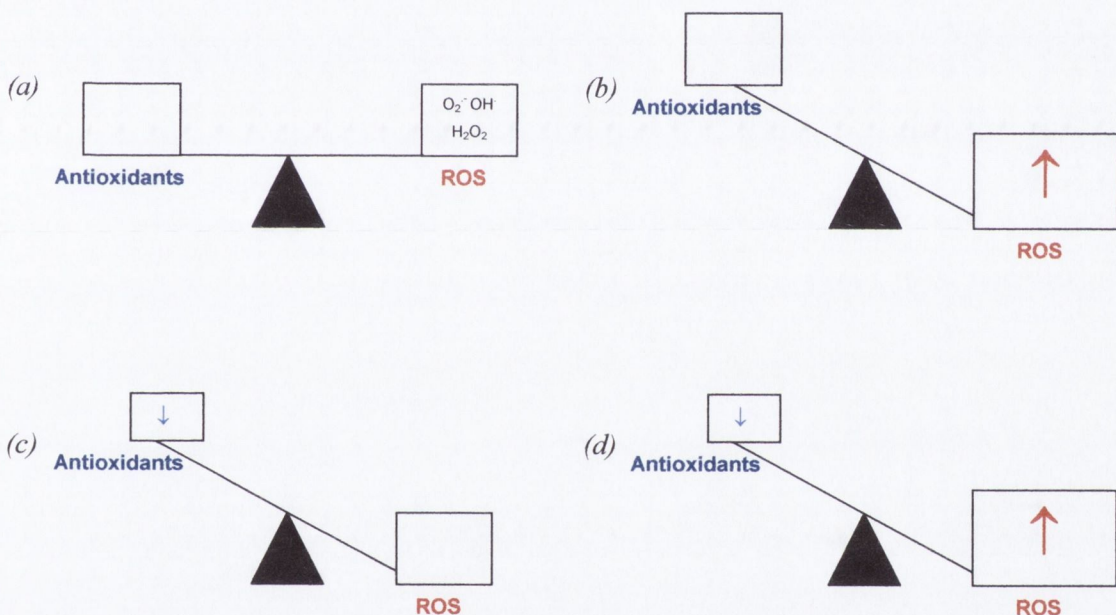 (a)
O₂·⁻ OH·
H₂O₂
Antioxidants
ROS
(b)
Antioxidants
↑
ROS
(c)
↓
Antioxidants
ROS
(d)
↓
Antioxidants
↑
ROS